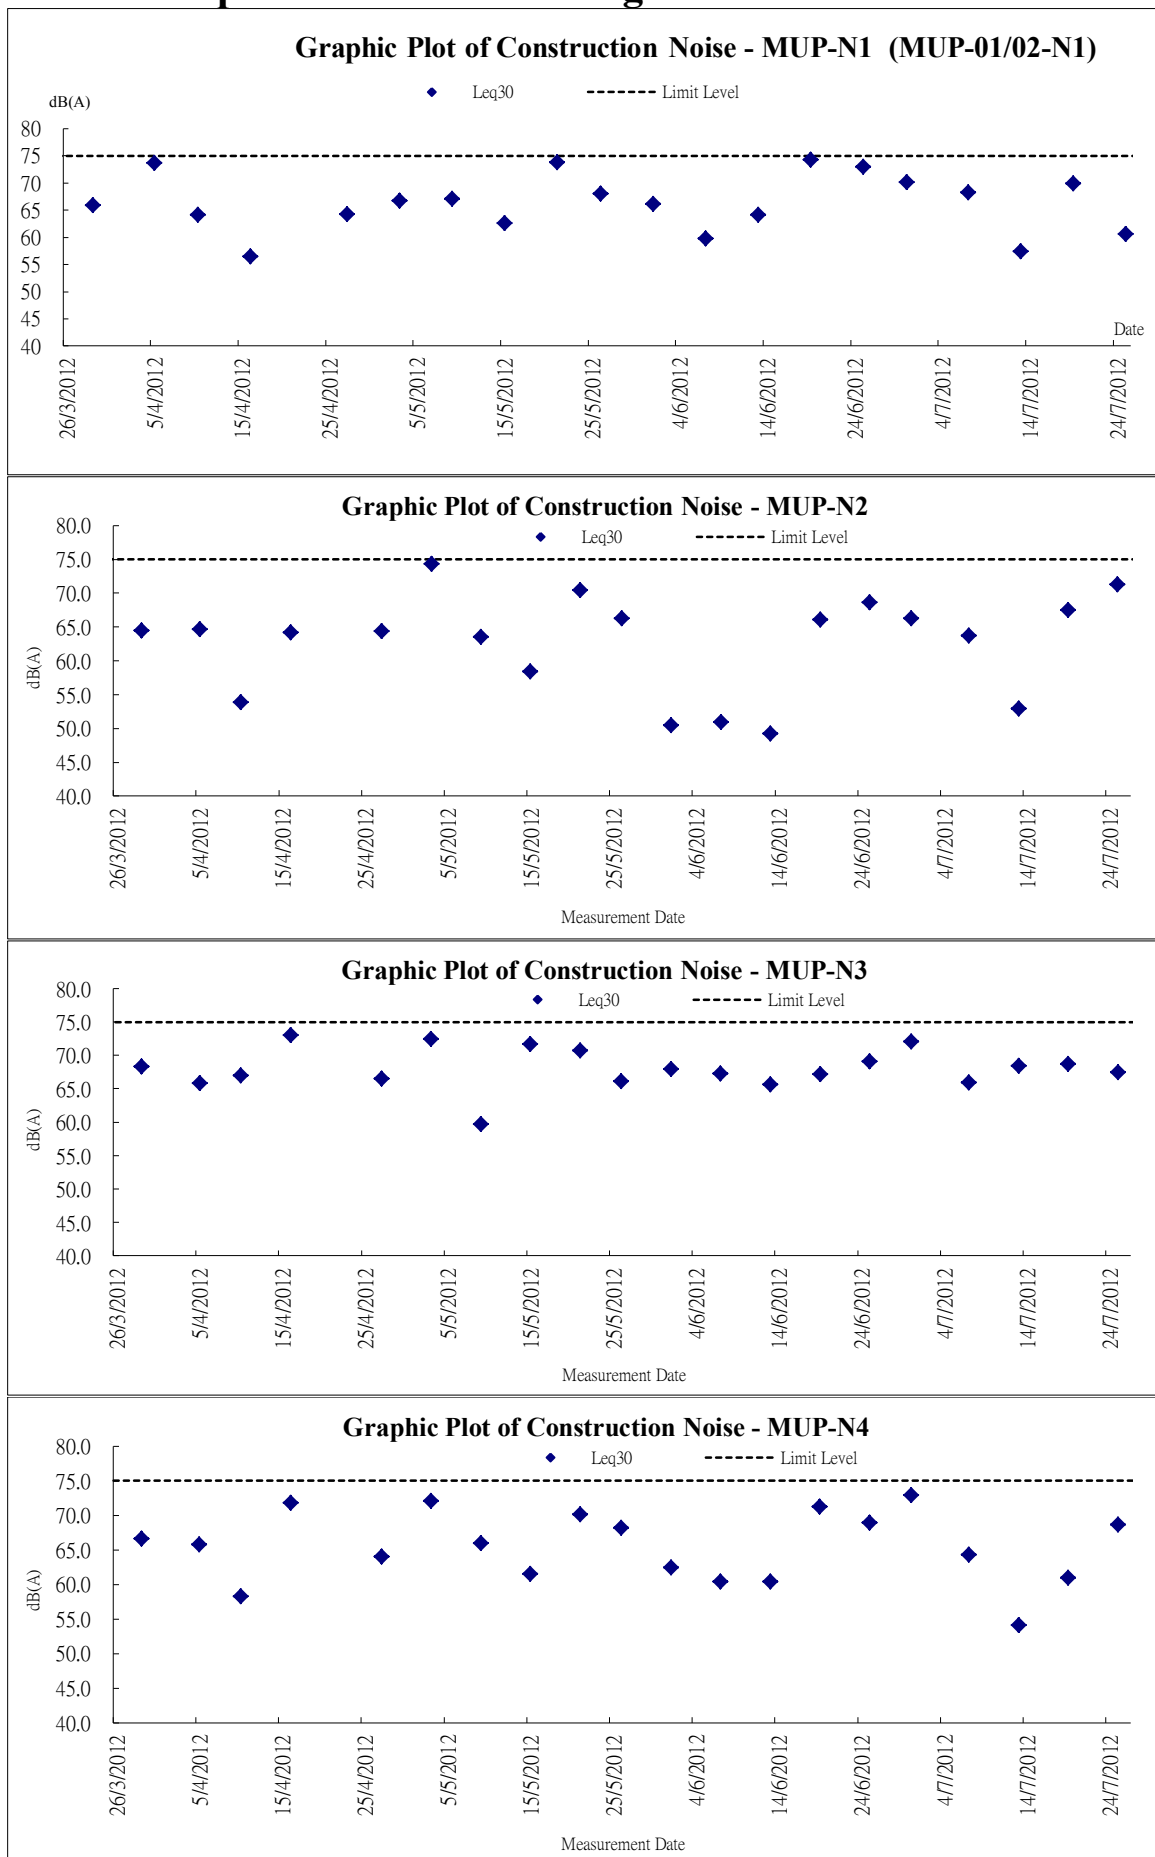 Graphic Plot of Construction Noise - MUP-N1 (MUP-01/02-N1)
Leq30 Limit Level
dB(A)
80
75
70
65
60
55
50
45
40
Date
26/3/2012 5/4/2012 15/4/2012 25/4/2012 5/5/2012 15/5/2012 25/5/2012 4/6/2012 14/6/2012 24/6/2012 4/7/2012 14/7/2012 24/7/2012
Graphic Plot of Construction Noise - MUP-N2
Leq30 Limit Level
80.0
75.0
70.0
65.0
60.0
55.0
50.0
45.0
40.0
dB(A)
26/3/2012 5/4/2012 15/4/2012 25/4/2012 5/5/2012 15/5/2012 25/5/2012 4/6/2012 14/6/2012 24/6/2012 4/7/2012 14/7/2012 24/7/2012
Measurement Date
Graphic Plot of Construction Noise - MUP-N3
Leq30 Limit Level
80.0
75.0
70.0
65.0
60.0
55.0
50.0
45.0
40.0
dB(A)
26/3/2012 5/4/2012 15/4/2012 25/4/2012 5/5/2012 15/5/2012 25/5/2012 4/6/2012 14/6/2012 24/6/2012 4/7/2012 14/7/2012 24/7/2012
Measurement Date
Graphic Plot of Construction Noise - MUP-N4
Leq30 Limit Level
80.0
75.0
70.0
65.0
60.0
55.0
50.0
45.0
40.0
dB(A)
26/3/2012 5/4/2012 15/4/2012 25/4/2012 5/5/2012 15/5/2012 25/5/2012 4/6/2012 14/6/2012 24/6/2012 4/7/2012 14/7/2012 24/7/2012
Measurement Date